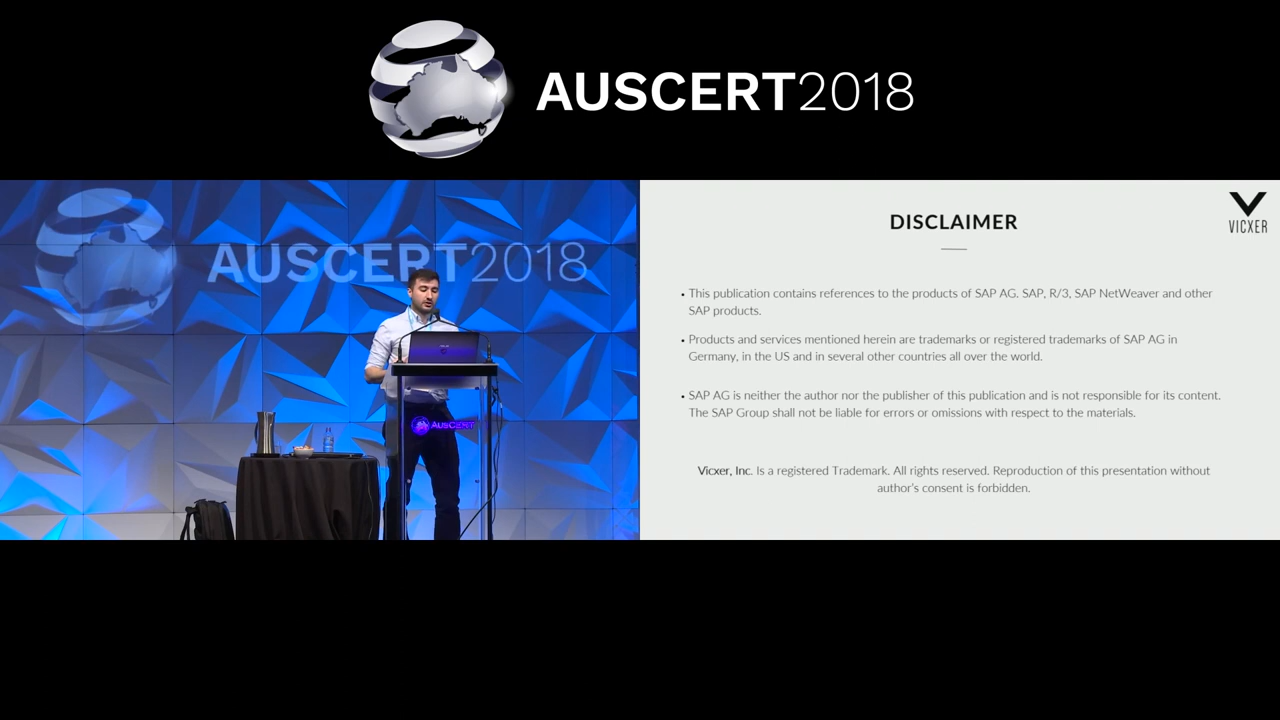 AUSCERT2018
AUSCERT2018
AUSCERT
DISCLAIMER
VICXER
• This publication contains references to the products of SAP AG. SAP, R/3, SAP NetWeaver and other
SAP products.
• Products and services mentioned herein are trademarks or registered trademarks of SAP AG in
Germany, in the US and in several other countries all over the world.
• SAP AG is neither the author nor the publisher of this publication and is not responsible for its content.
The SAP Group shall not be liable for errors or omissions with respect to the materials.
Vicxer, Inc. Is a registered Trademark. All rights reserved. Reproduction of this presentation without
author's consent is forbidden.